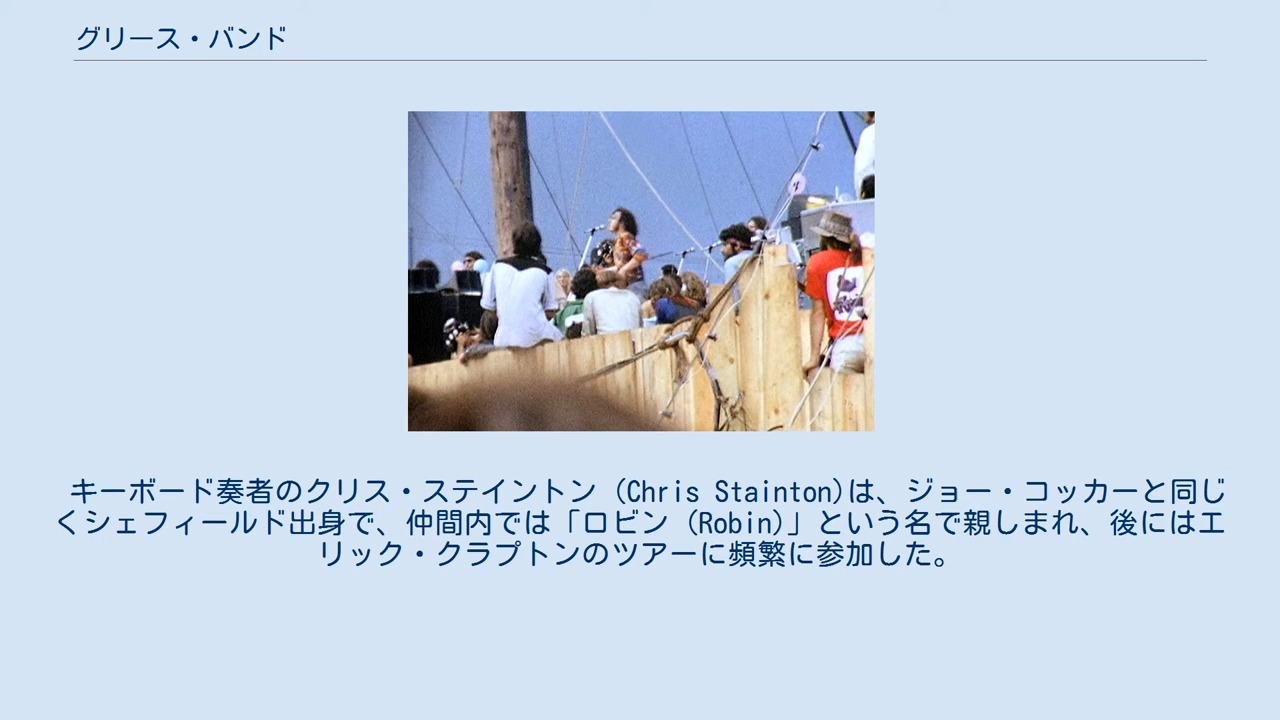 グリース・バンド
キーボード奏者のクリス・ステイントン (Chris Stainton)は、ジョー・コッカーと同じ
くシェフィールド出身で、仲間内では「ロビン (Robin)」という名で親しまれ、後にはエ
リック・クラプトンのツアーに頻繁に参加した。